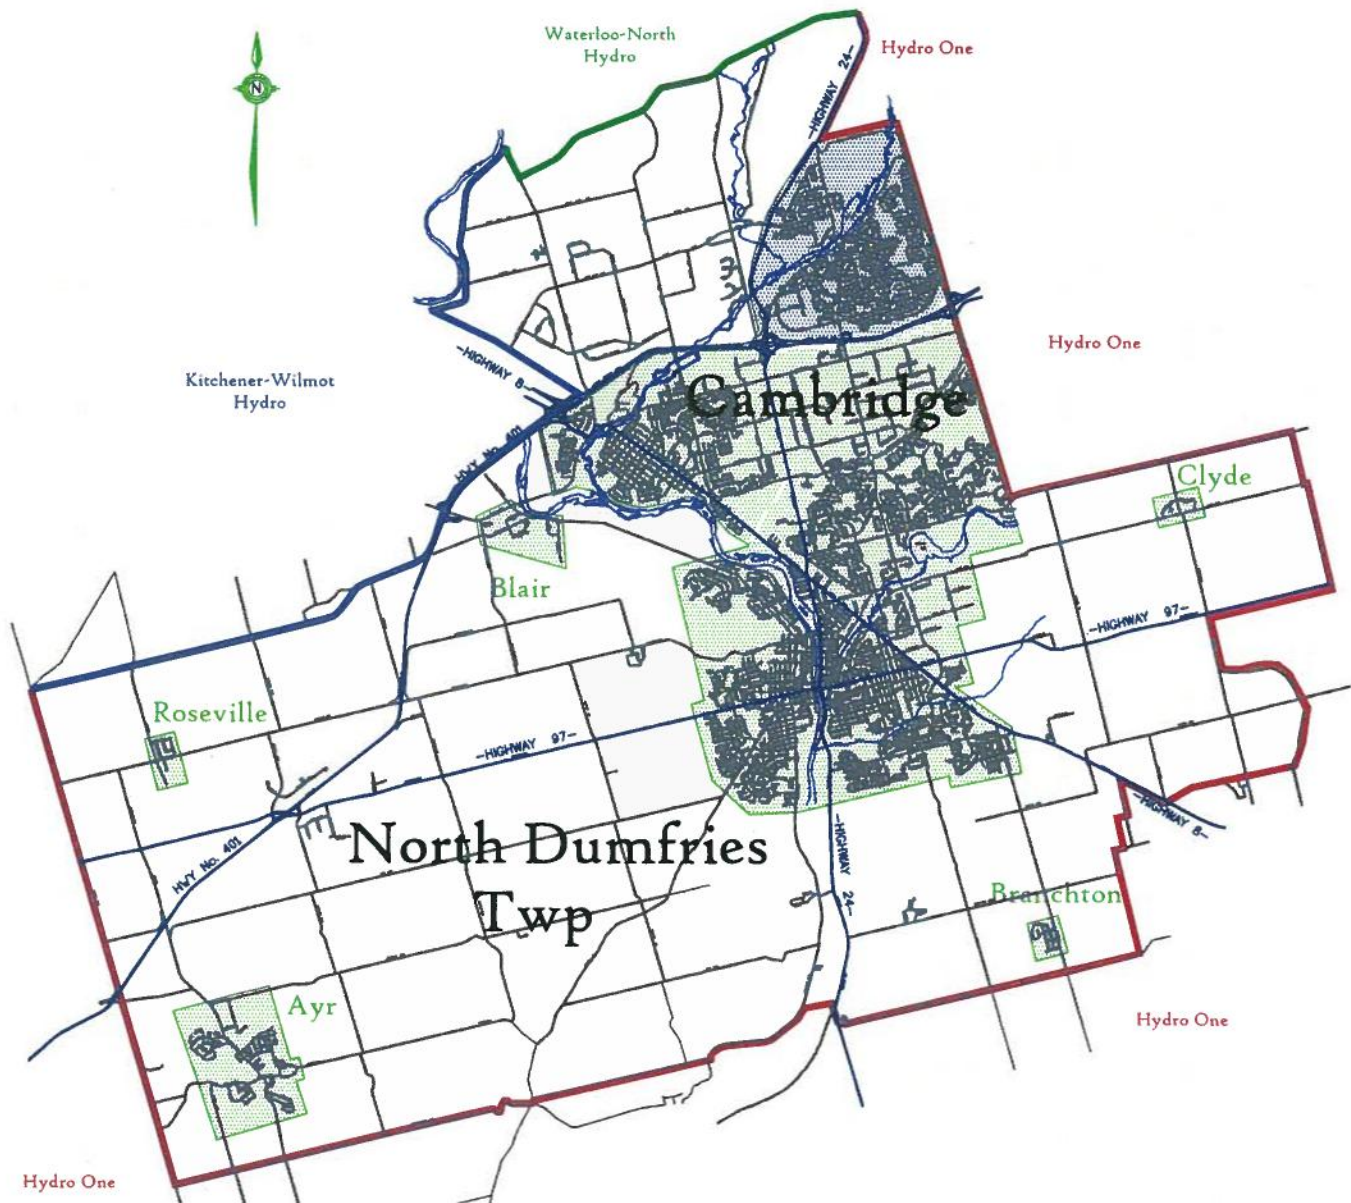 Waterloo-North
Hydro
Hydro One
-HIGHWAY 24-
N
Hydro One
-HIGHWAY 8-
Kitchener-Wilmot
Hydro
Cambridge
HWY No. 401
Clyde
Blair
-HIGHWAY 97-
Roseville
-HIGHWAY 97-
-HIGHWAY 8-
HWY No. 401
North Dumfries
Twp
-HIGHWAY 24-
Branchton
Ayr
Hydro One
Hydro One